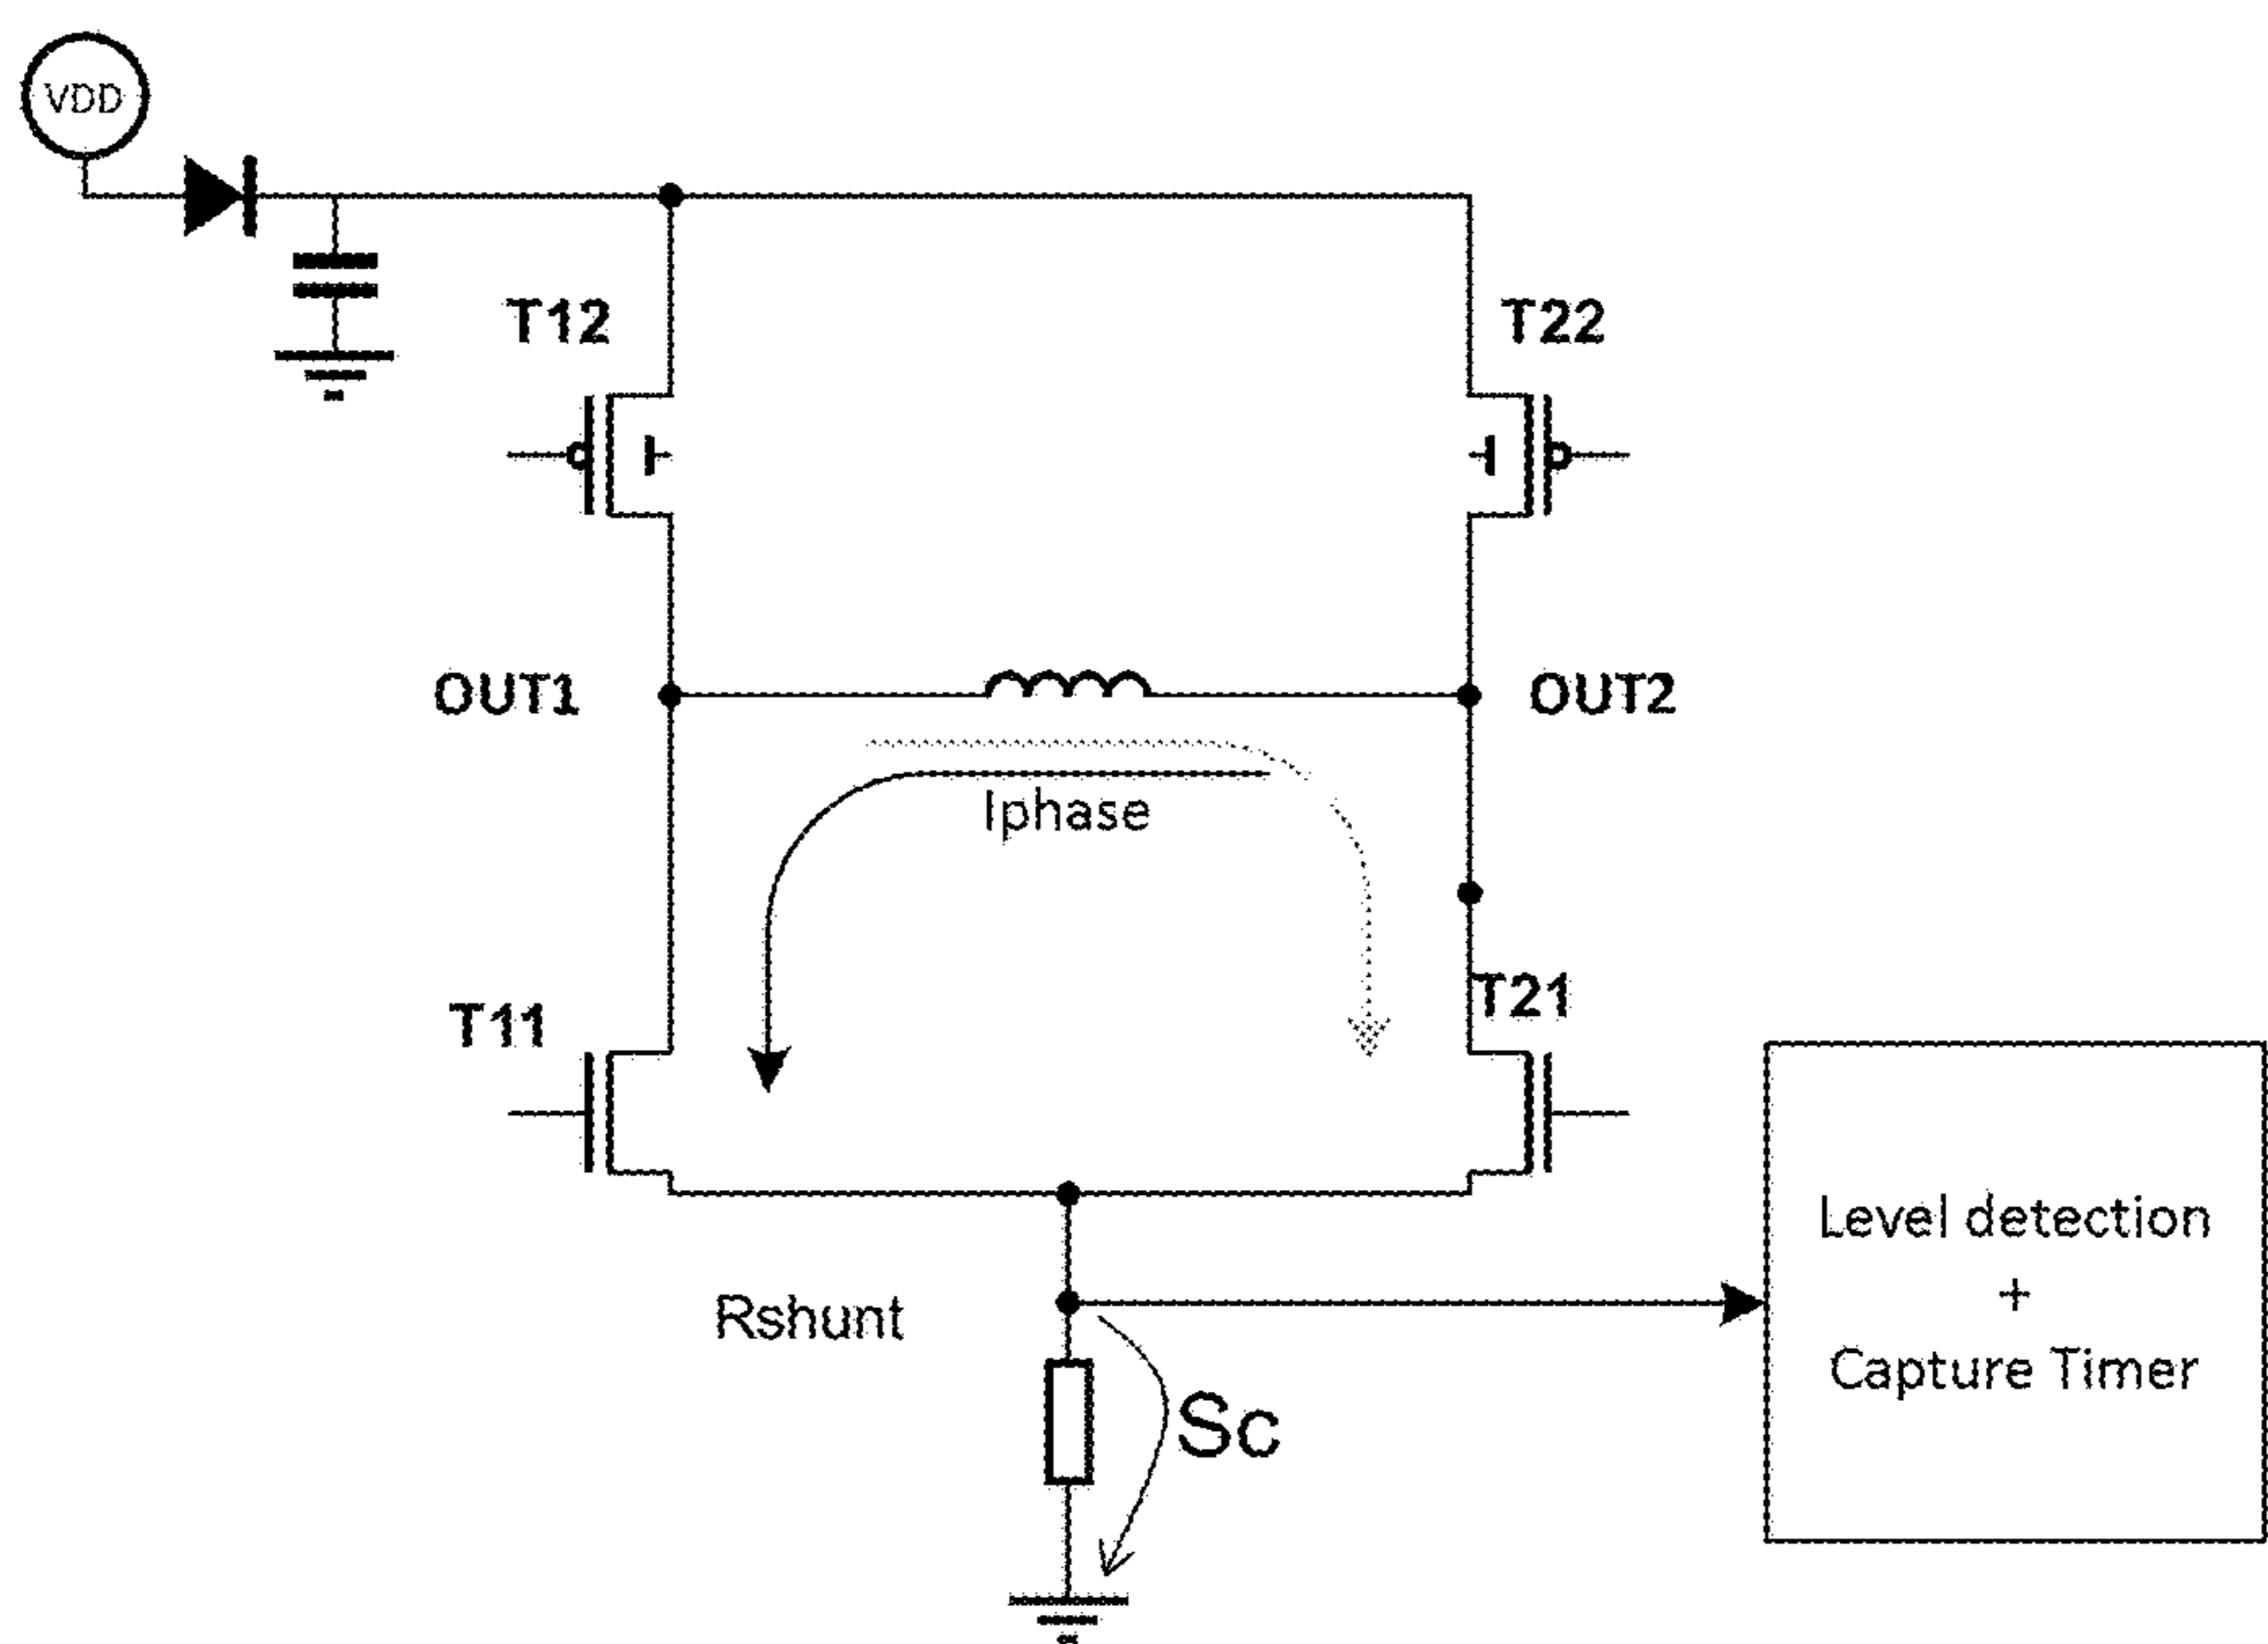 VDD
T12
T22
OUT1
OUT2
Iphase
T11
T21
Rshunt
Sc
Level detection
+
Capture Timer